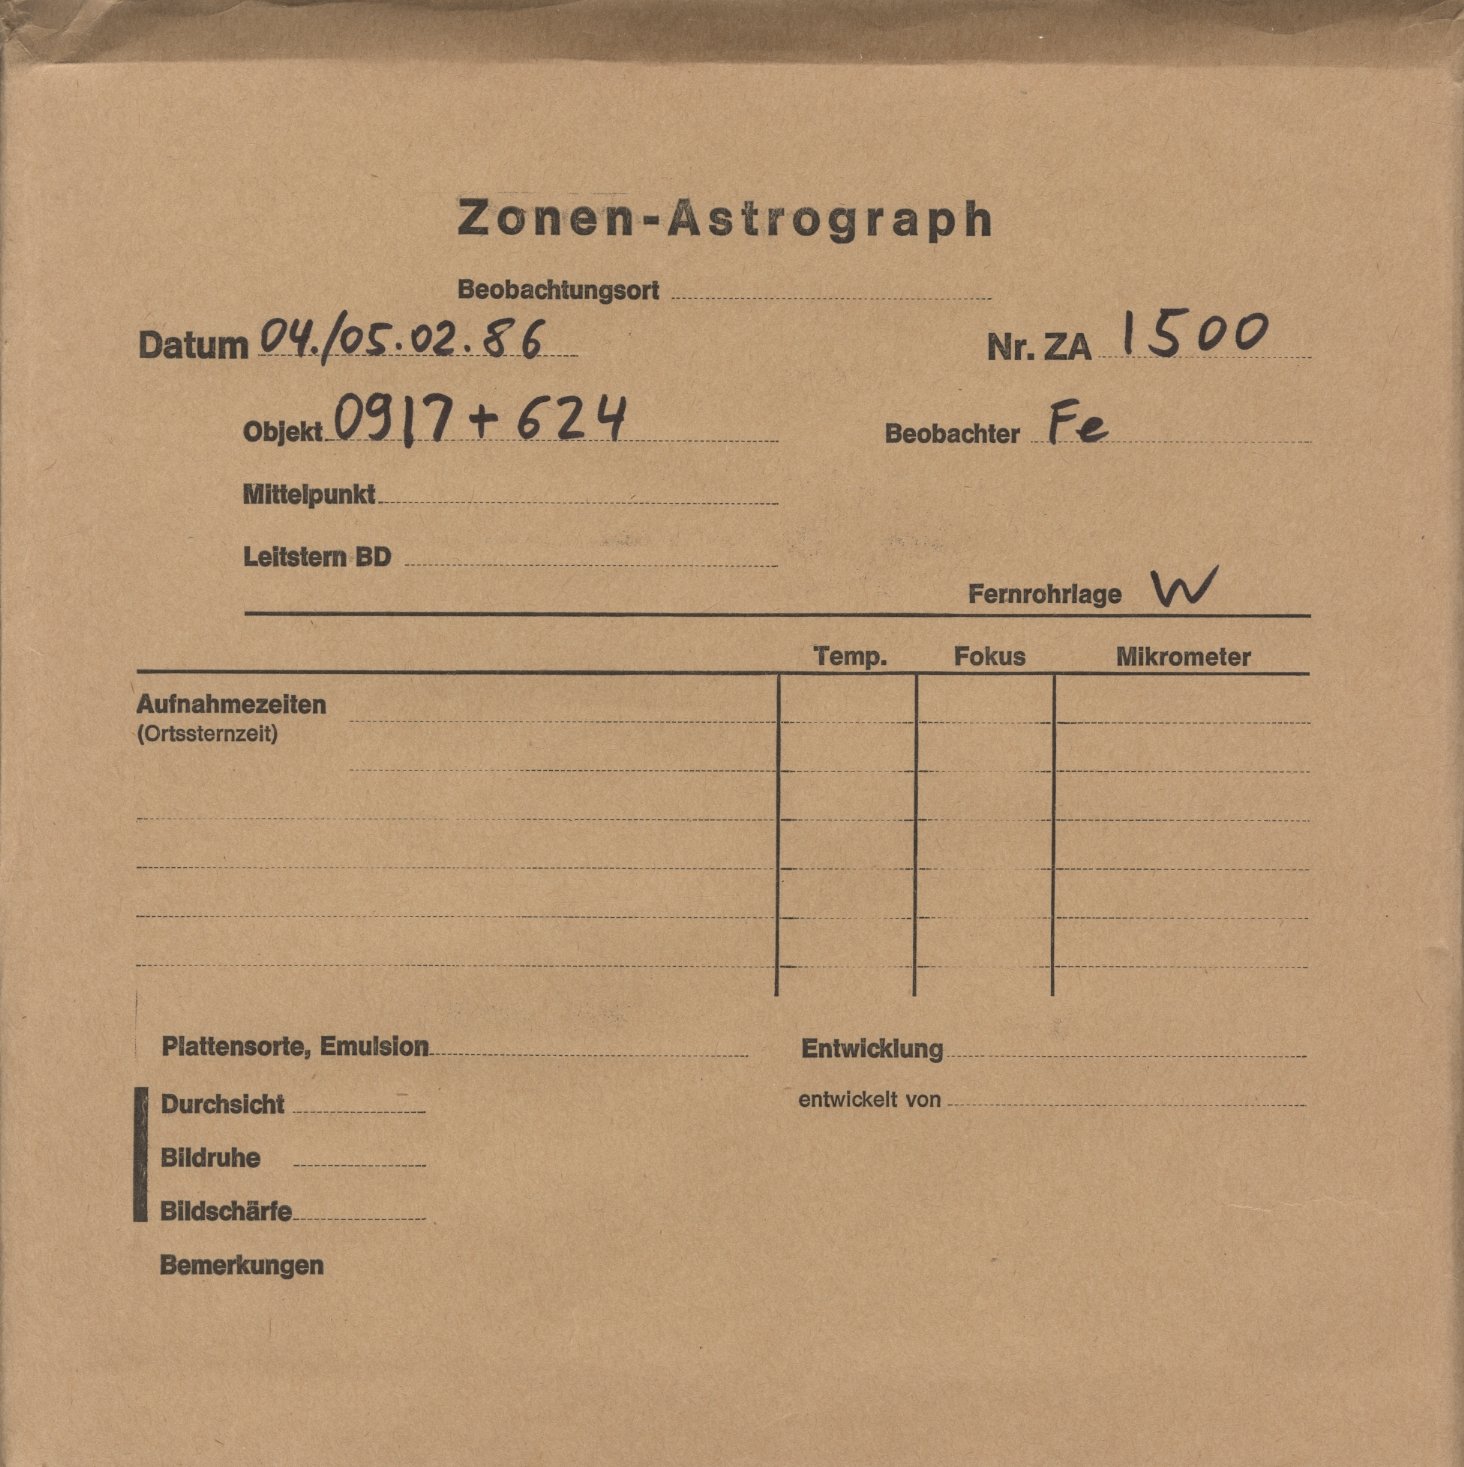 Zonen-Astrograph
Beobachtungsort
Datum 04./05.02.86 Nr. ZA 1500
Objekt 0917+624 Beobachter Fe
Mittelpunkt
Leitstern BD
Fernrohrlage W
Temp. Fokus Mikrometer
Aufnahmezeiten
(Ortssternzeit)
Plattensorte, Emulsion Entwicklung
Durchsicht entwickelt von
Bildruhe
Bildschärfe
Bemerkungen